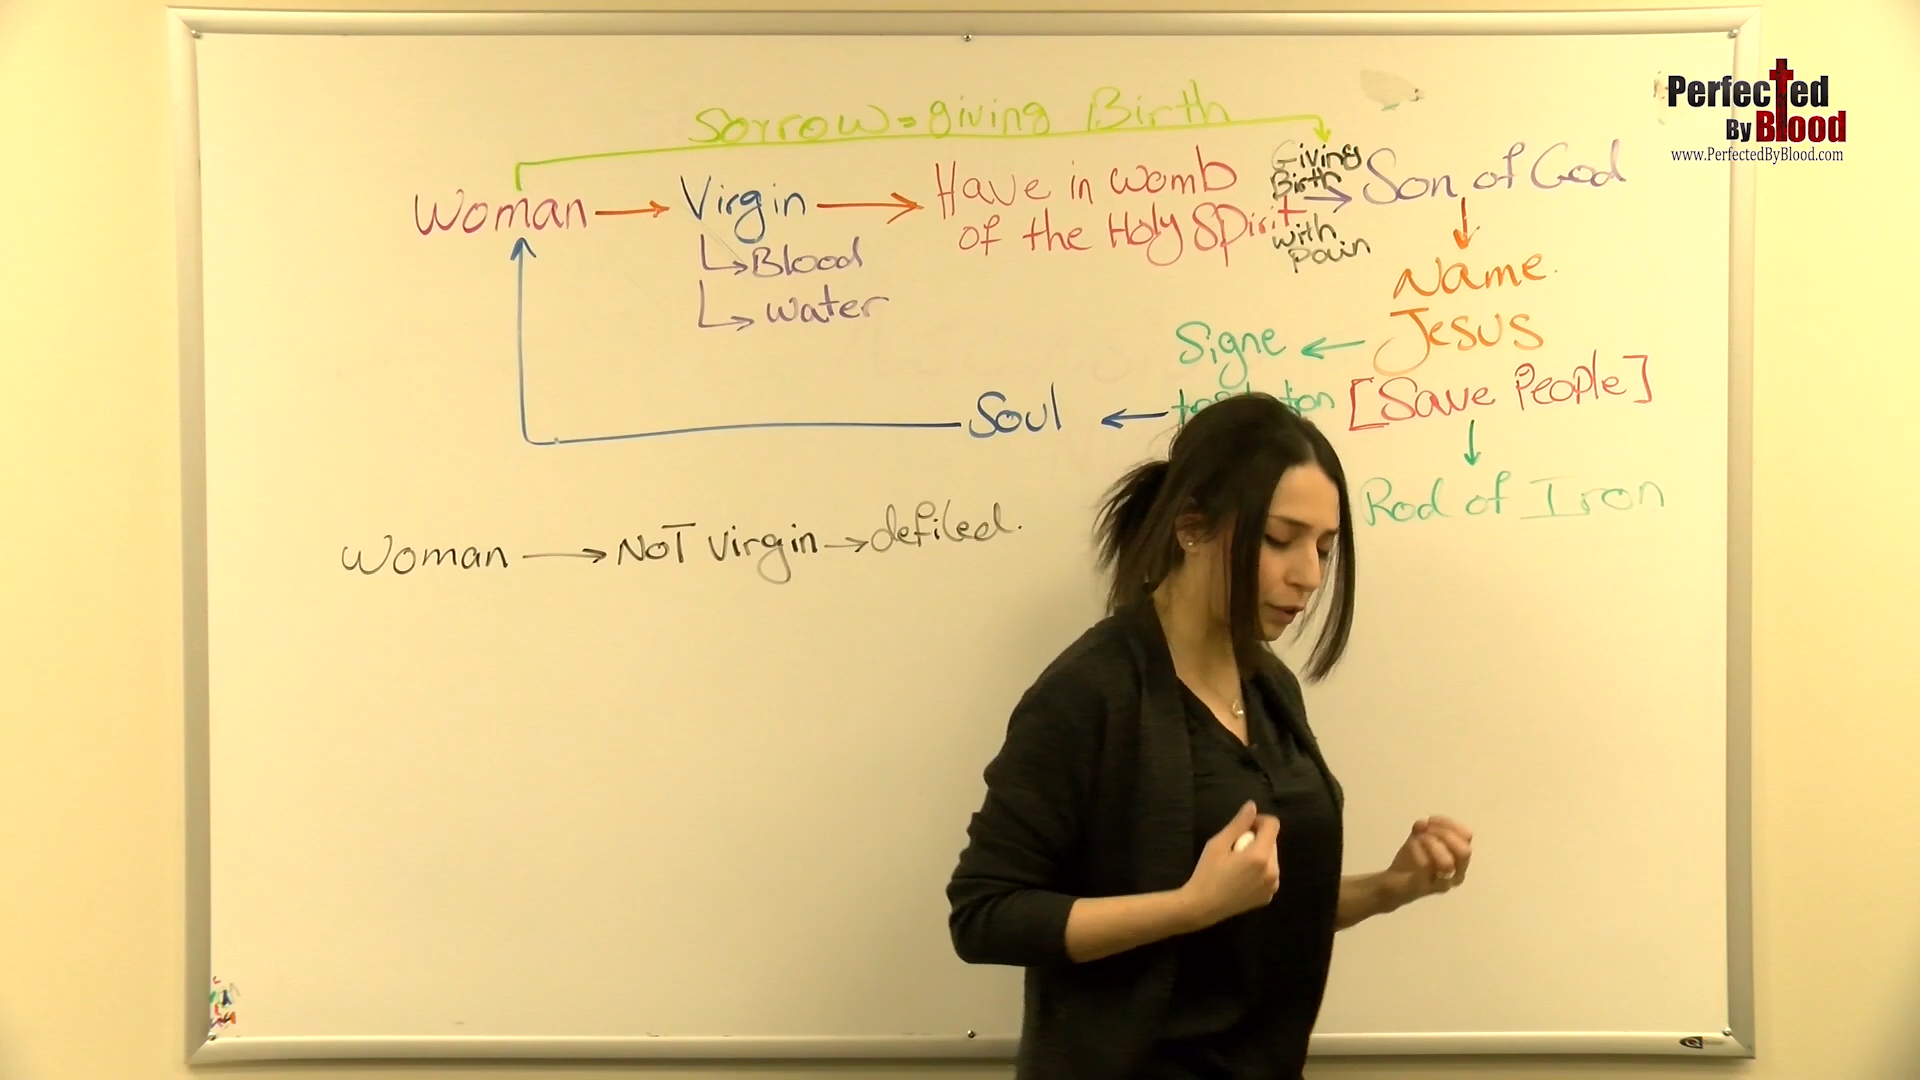 Perfected
By Blood
www.PerfectedByBlood.com
Sorrow = giving Birth
Woman → Virgin → Have in womb of the Holy Spirit
Giving Birth with Pain
→ Son of God
↳ Blood
↳ water
Name
Jesus
Signe ←
[Save People]
Soul ←
Rod of Iron
Woman → NOT Virgin → defiled.